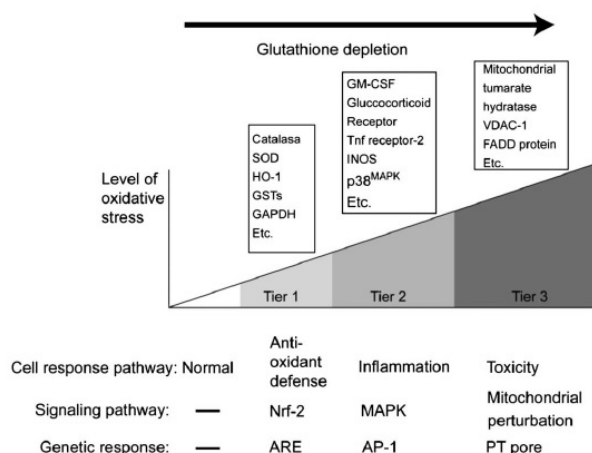 Glutathione depletion
GM-CSF
Gluccocorticoid
Receptor
Tnf receptor-2
INOS
p38MAPK
Etc.
Mitochondrial
tumarate
hydratase
VDAC-1
FADD protein
Etc.
Catalasa
SOD
HO-1
GSTs
GAPDH
Etc.
Level of
oxidative
stress
Tier 1
Tier 2
Tier 3
Cell response pathway: Normal
Anti-
oxidant
defense
Inflammation
Toxicity
Signaling pathway: —
Nrf-2
MAPK
Mitochondrial
perturbation
Genetic response: —
ARE
AP-1
PT pore